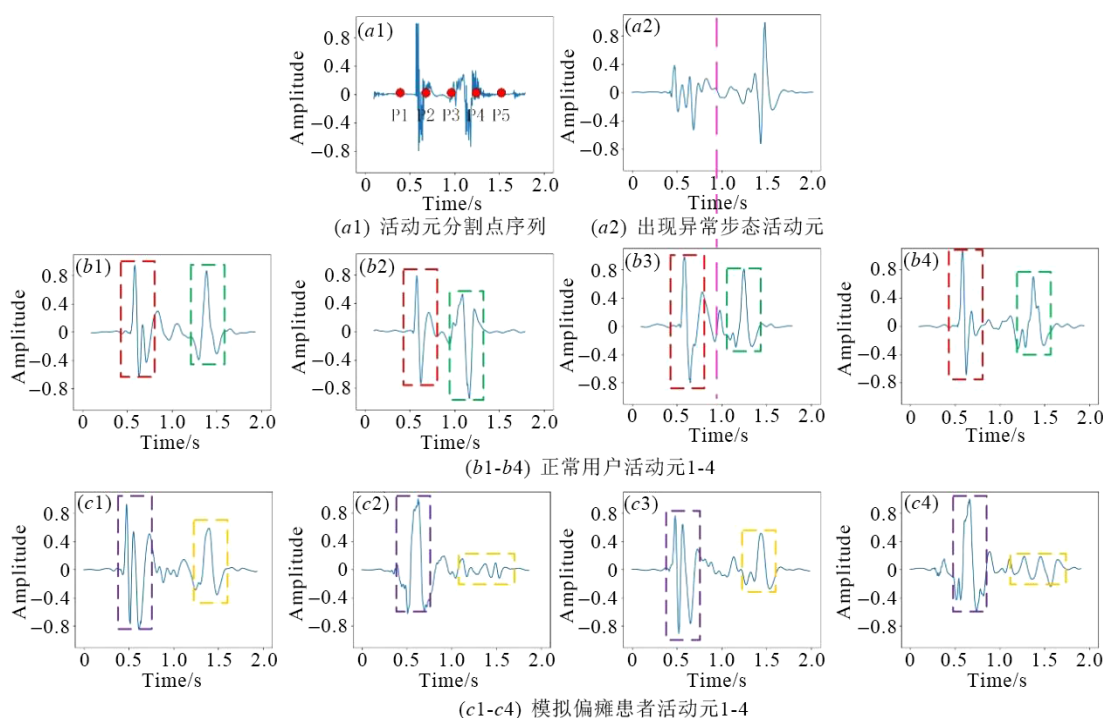 (a1)
Amplitude
0.8
0.4
0
−0.4
−0.8
P1 P2 P3 P4 P5
0 0.5 1.0 1.5 2.0
Time/s
(a1) 活动元分割点序列
(a2)
Amplitude
0.8
0.4
0
−0.4
−0.8
0 0.5 1.0 1.5 2.0
Time/s
(a2) 出现异常步态活动元
(b1)
Amplitude
0.8
0.4
0
−0.4
−0.8
0 0.5 1.0 1.5 2.0
Time/s
(b2)
Amplitude
0.8
0.4
0
−0.4
−0.8
0 0.5 1.0 1.5 2.0
Time/s
(b3)
Amplitude
0.8
0.4
0
−0.4
−0.8
0 0.5 1.0 1.5 2.0
Time/s
(b4)
Amplitude
0.8
0.4
0
−0.4
−0.8
0 0.5 1.0 1.5 2.0
Time/s
(b1-b4) 正常用户活动元1-4
(c1)
Amplitude
0.8
0.4
0
−0.4
−0.8
0 0.5 1.0 1.5 2.0
Time/s
(c2)
Amplitude
0.8
0.4
0
−0.4
−0.8
0 0.5 1.0 1.5 2.0
Time/s
(c3)
Amplitude
0.8
0.4
0
−0.4
−0.8
0 0.5 1.0 1.5 2.0
Time/s
(c4)
Amplitude
0.8
0.4
0
−0.4
−0.8
0 0.5 1.0 1.5 2.0
Time/s
(c1-c4) 模拟偏瘫患者活动元1-4